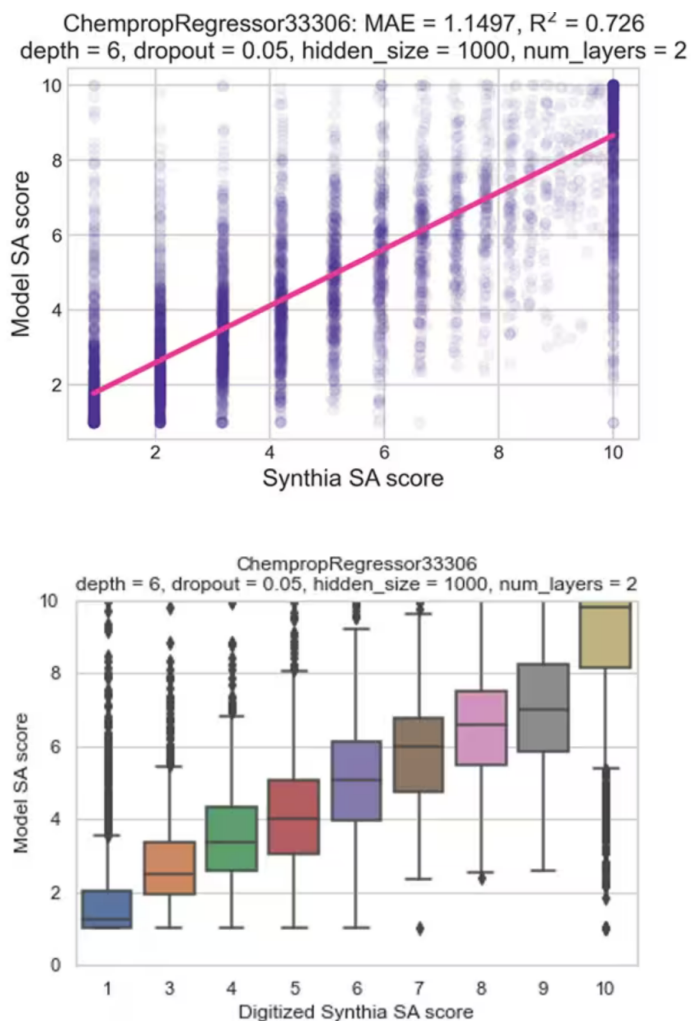 ChempropRegressor33306: MAE = 1.1497, R² = 0.726
depth = 6, dropout = 0.05, hidden_size = 1000, num_layers = 2
10
8
6
4
2
Model SA score
2 4 6 8 10
Synthia SA score
ChempropRegressor33306
depth = 6, dropout = 0.05, hidden_size = 1000, num_layers = 2
10
8
6
4
2
0
Model SA score
1 3 4 5 6 7 8 9 10
Digitized Synthia SA score